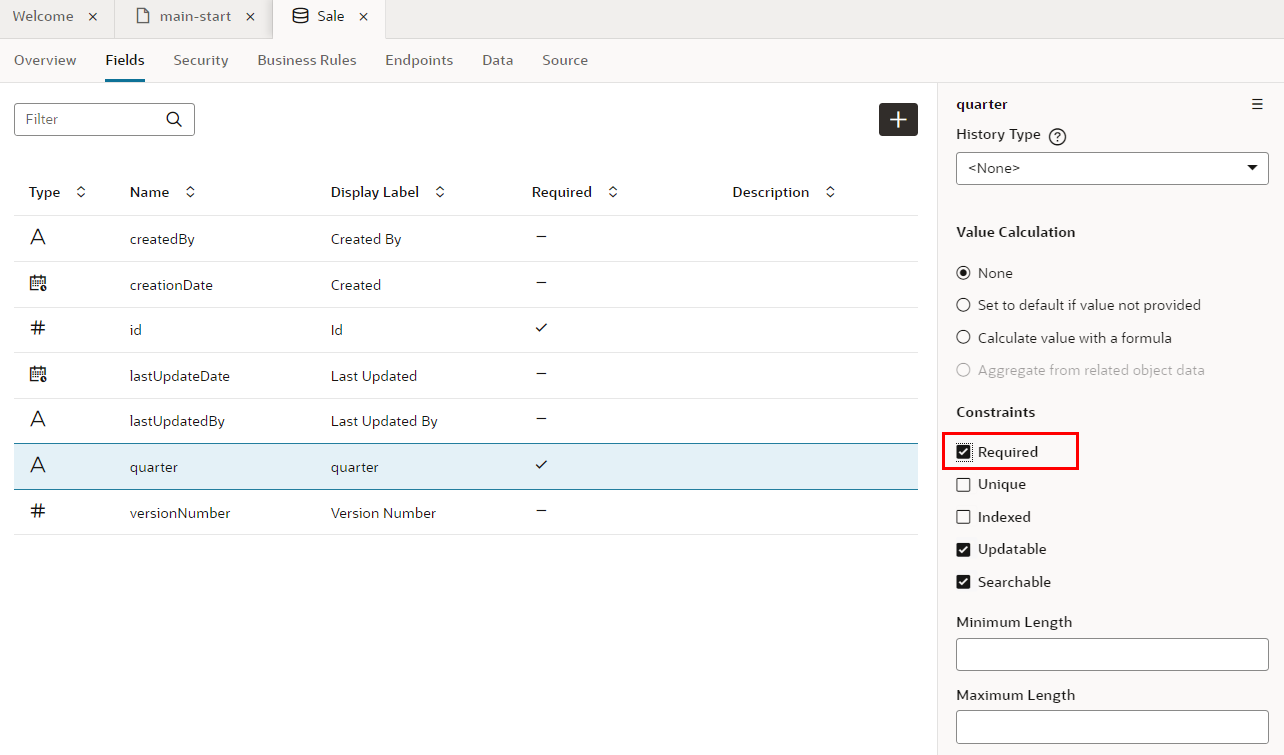 Welcome main-start Sale
Overview Fields Security Business Rules Endpoints Data Source
Filter
Type Name Display Label Required Description
createdBy Created By
creationDate Created
id Id
lastUpdateDate Last Updated
lastUpdatedBy Last Updated By
quarter quarter
versionNumber Version Number
quarter
History Type ?
<None>
Value Calculation
None
Set to default if value not provided
Calculate value with a formula
Aggregate from related object data
Constraints
Required
Unique
Indexed
Updatable
Searchable
Minimum Length
Maximum Length